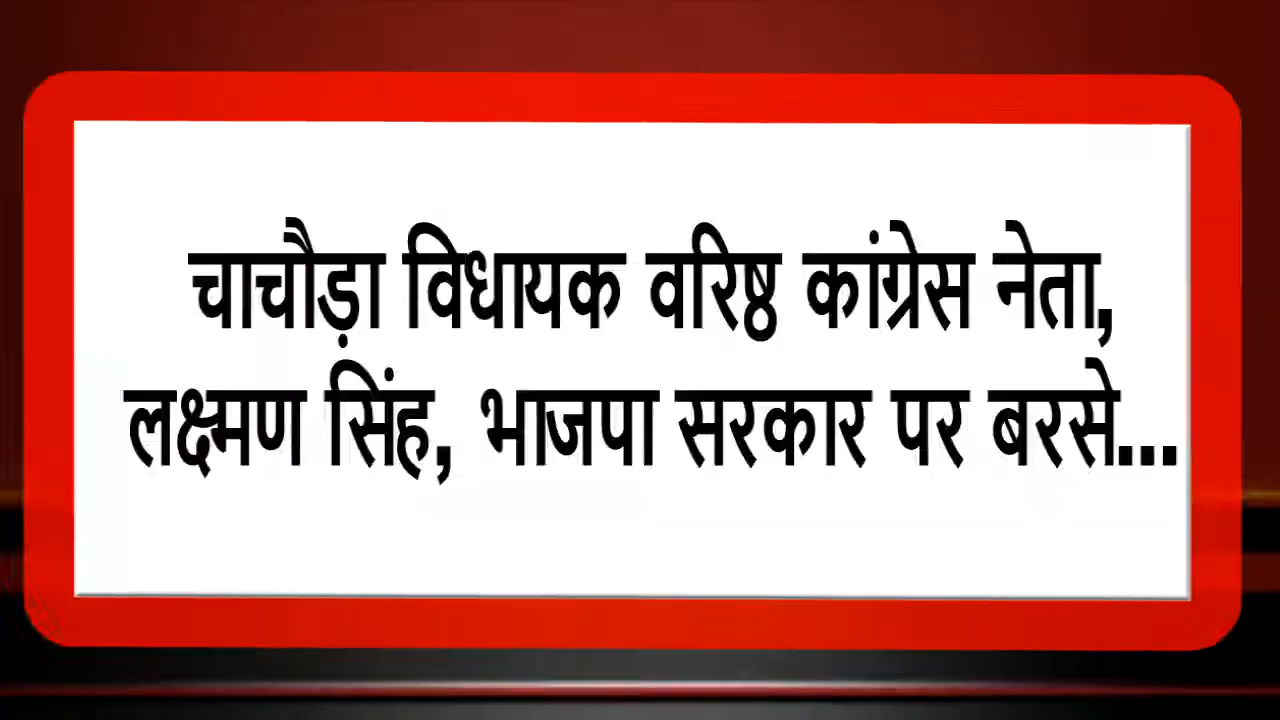 चाचौड़ा विधायक वरिष्ठ कांग्रेस नेता,
लक्ष्मण सिंह, भाजपा सरकार पर बरसे...